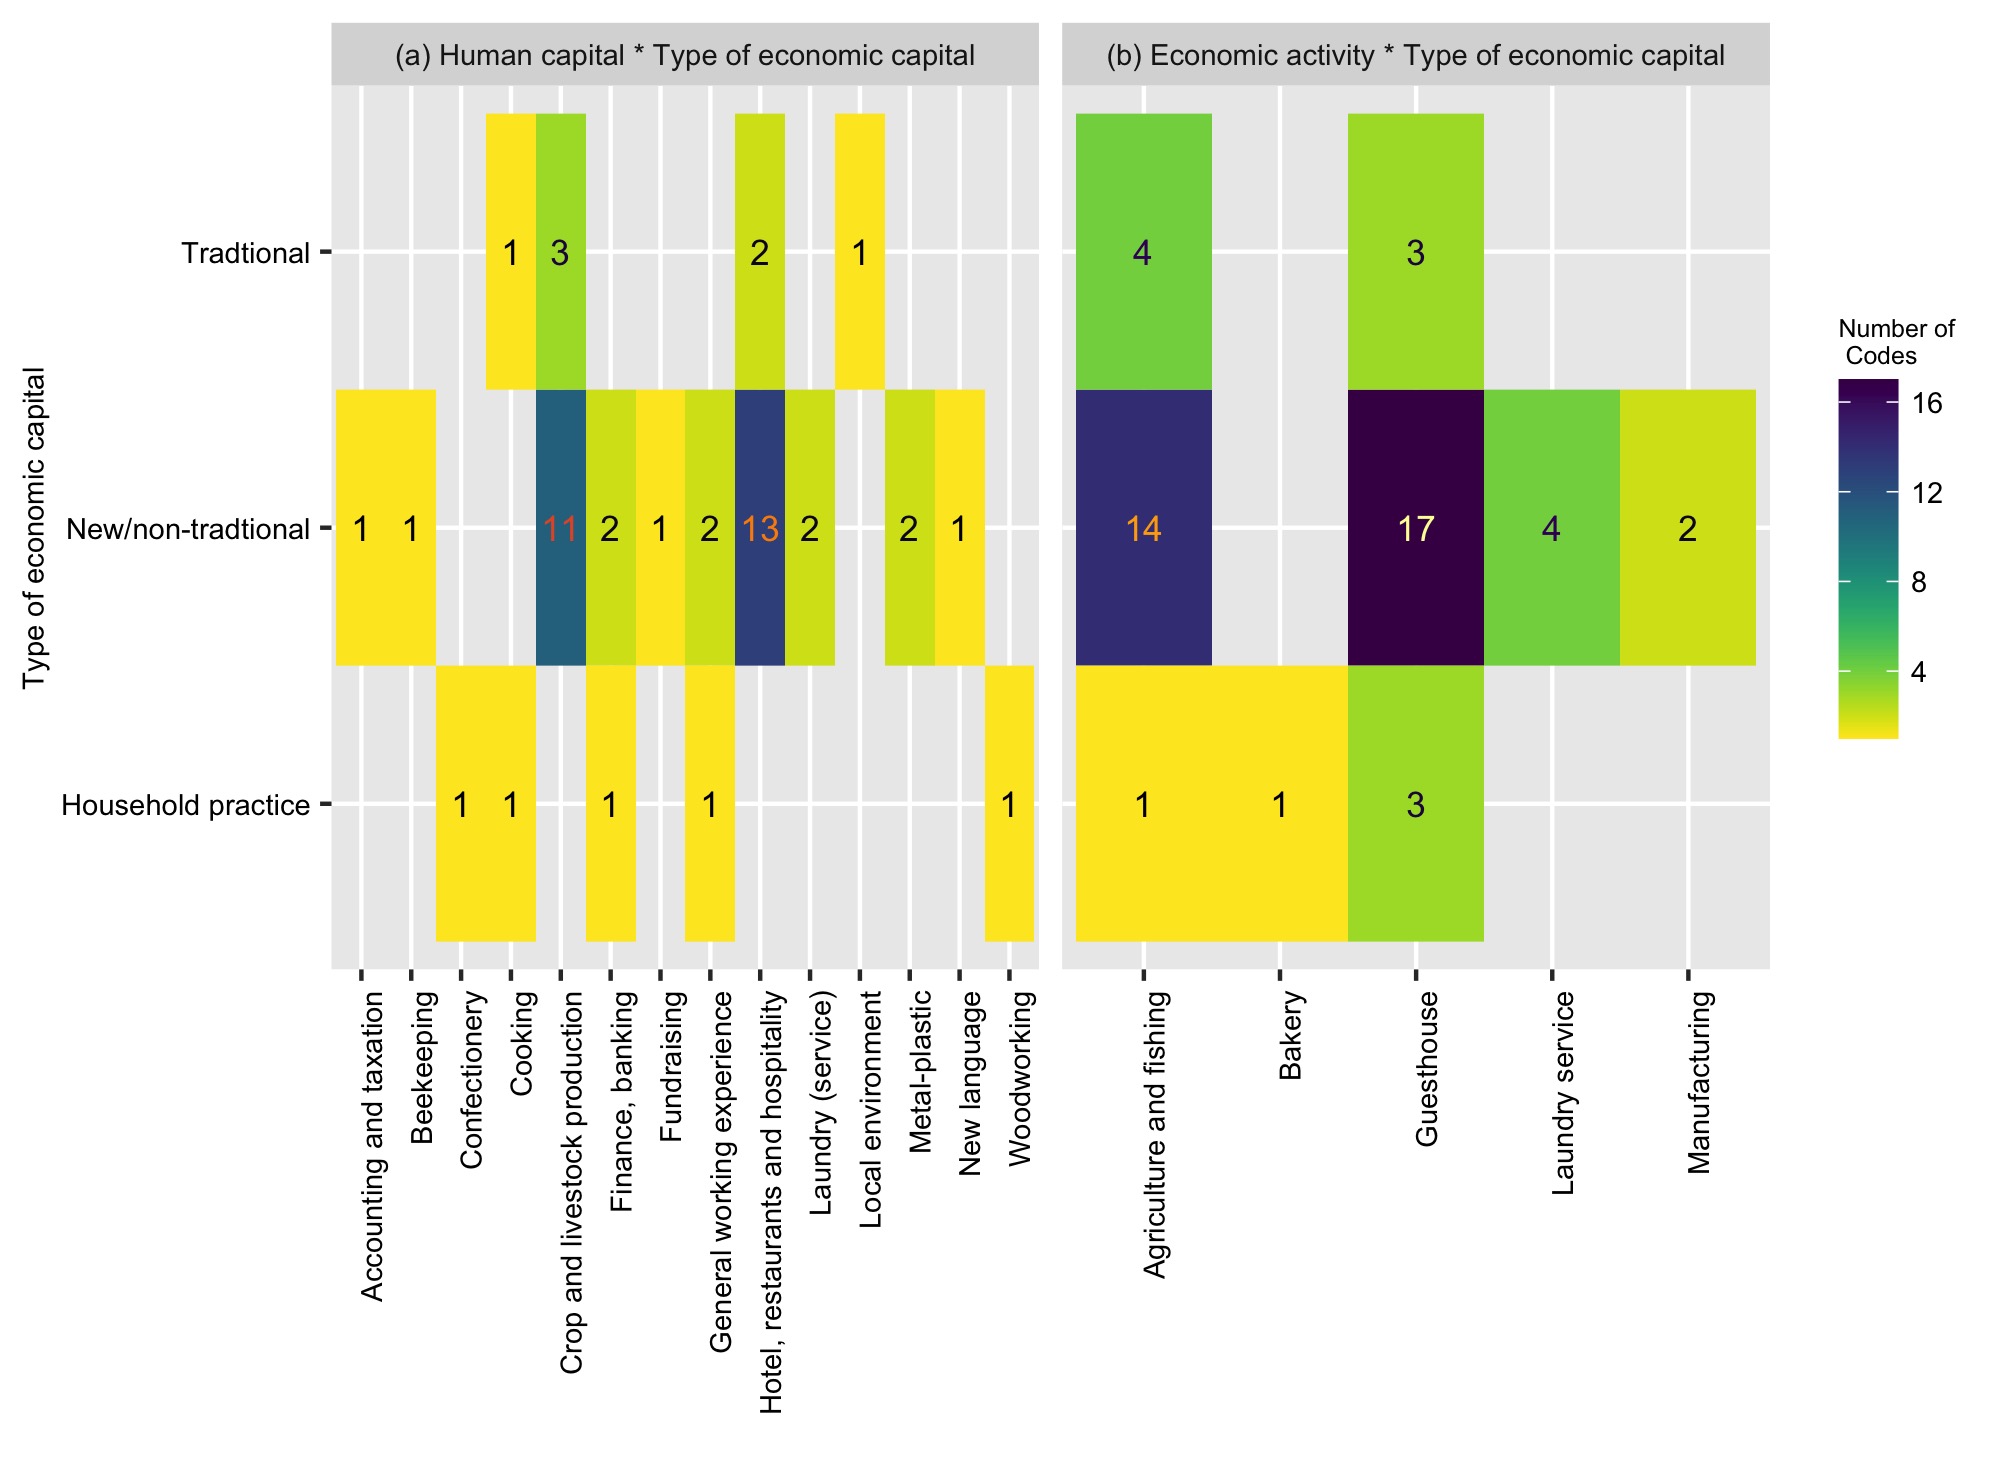 (a) Human capital * Type of economic capital
(b) Economic activity * Type of economic capital
Type of economic capital
Tradtional
1 3 2 1
4 3
New/non-tradtional
1 1 11 2 1 2 13 2 2 1
14 17 4 2
Household practice
1 1 1 1 1
1 1 3
Accounting and taxation
Beekeeping
Confectionery
Cooking
Crop and livestock production
Finance, banking
Fundraising
General working experience
Hotel, restaurants and hospitality
Laundry (service)
Local environment
Metal-plastic
New language
Woodworking
Agriculture and fishing
Bakery
Guesthouse
Laundry service
Manufacturing
Number of
Codes
16
12
8
4